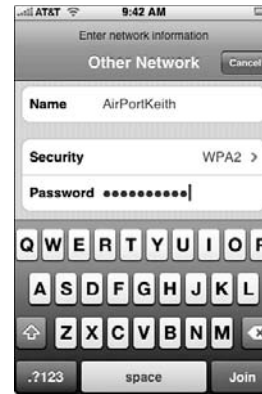 AT&T 9:42 AM
Enter network information
Other Network Cancel
Name AirPortKeith
Security WPA2 >
Password ●●●●●●●●●●
Q W E R T Y U I O P
A S D F G H J K L
Z X C V B N M
.?123 space Join